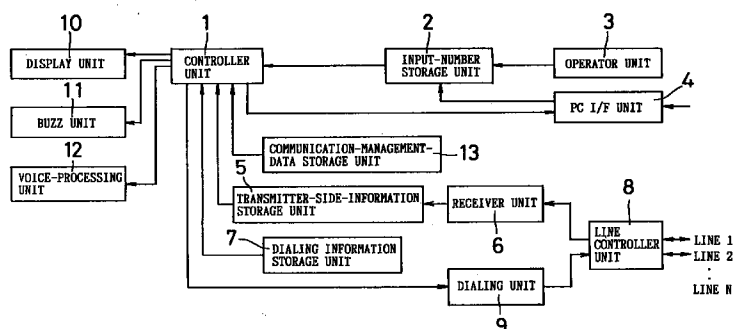 10
DISPLAY UNIT
1
CONTROLLER
UNIT
2
INPUT-NUMBER
STORAGE UNIT
3
OPERATOR UNIT
4
PC I/F UNIT
11
BUZZ UNIT
12
VOICE-PROCESSING
UNIT
COMMUNICATION-MANAGEMENT-
DATA STORAGE UNIT
13
5
TRANSMITTER-SIDE-INFORMATION
STORAGE UNIT
RECEIVER UNIT
6
7
DIALING INFORMATION
STORAGE UNIT
8
LINE
CONTROLLER
UNIT
LINE 1
LINE 2
:
LINE N
DIALING UNIT
9